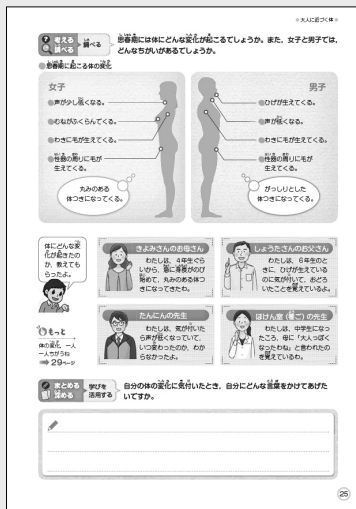 ●大人に近づく体●
考える
調べる
調べる
思春期には体にどんな変化が起こるでしょうか。また，女子と男子では，
どんなちがいがあるでしょうか。
●思春期に起こる体の変化
女子
●声が少し低くなる。
●むねがふくらんでくる。
●わきに毛が生えてくる。
●性器の周りに毛が
生えてくる。
丸みのある
体つきになってくる。
男子
●ひげが生えてくる。
●声が低くなる。
●わきに毛が生えてくる。
●性器の周りに毛が
生えてくる。
がっしりとした
体つきになってくる。
体にどんな変
化が起きたの
か，教えても
らったよ。
きよみさんのお母さん
わたしは，4年生ぐら
いから，急に身長がのび
始めて，丸みのある体つ
きになってきたわ。
しょうたさんのお父さん
わたしは，6年生のと
きに，ひげが生えている
のに気が付いて，おどろ
いたことを覚えているよ。
たんにんの先生
わたしは，気が付いた
ら声が低くなっていて，
いつ変わったのか，わか
らなかったよ。
ほけん室（養ご）の先生
わたしは，中学生になっ
たころ，母に「大人っぽく
なったわね」と言われたの
を覚えているわ。
もっと
体の変化，一人
一人ちがうね
➡ 29ページ
まとめる
深める
学びを
活用する
自分の体の変化に気付いたとき，自分にどんな言葉をかけてあげた
いですか。
25